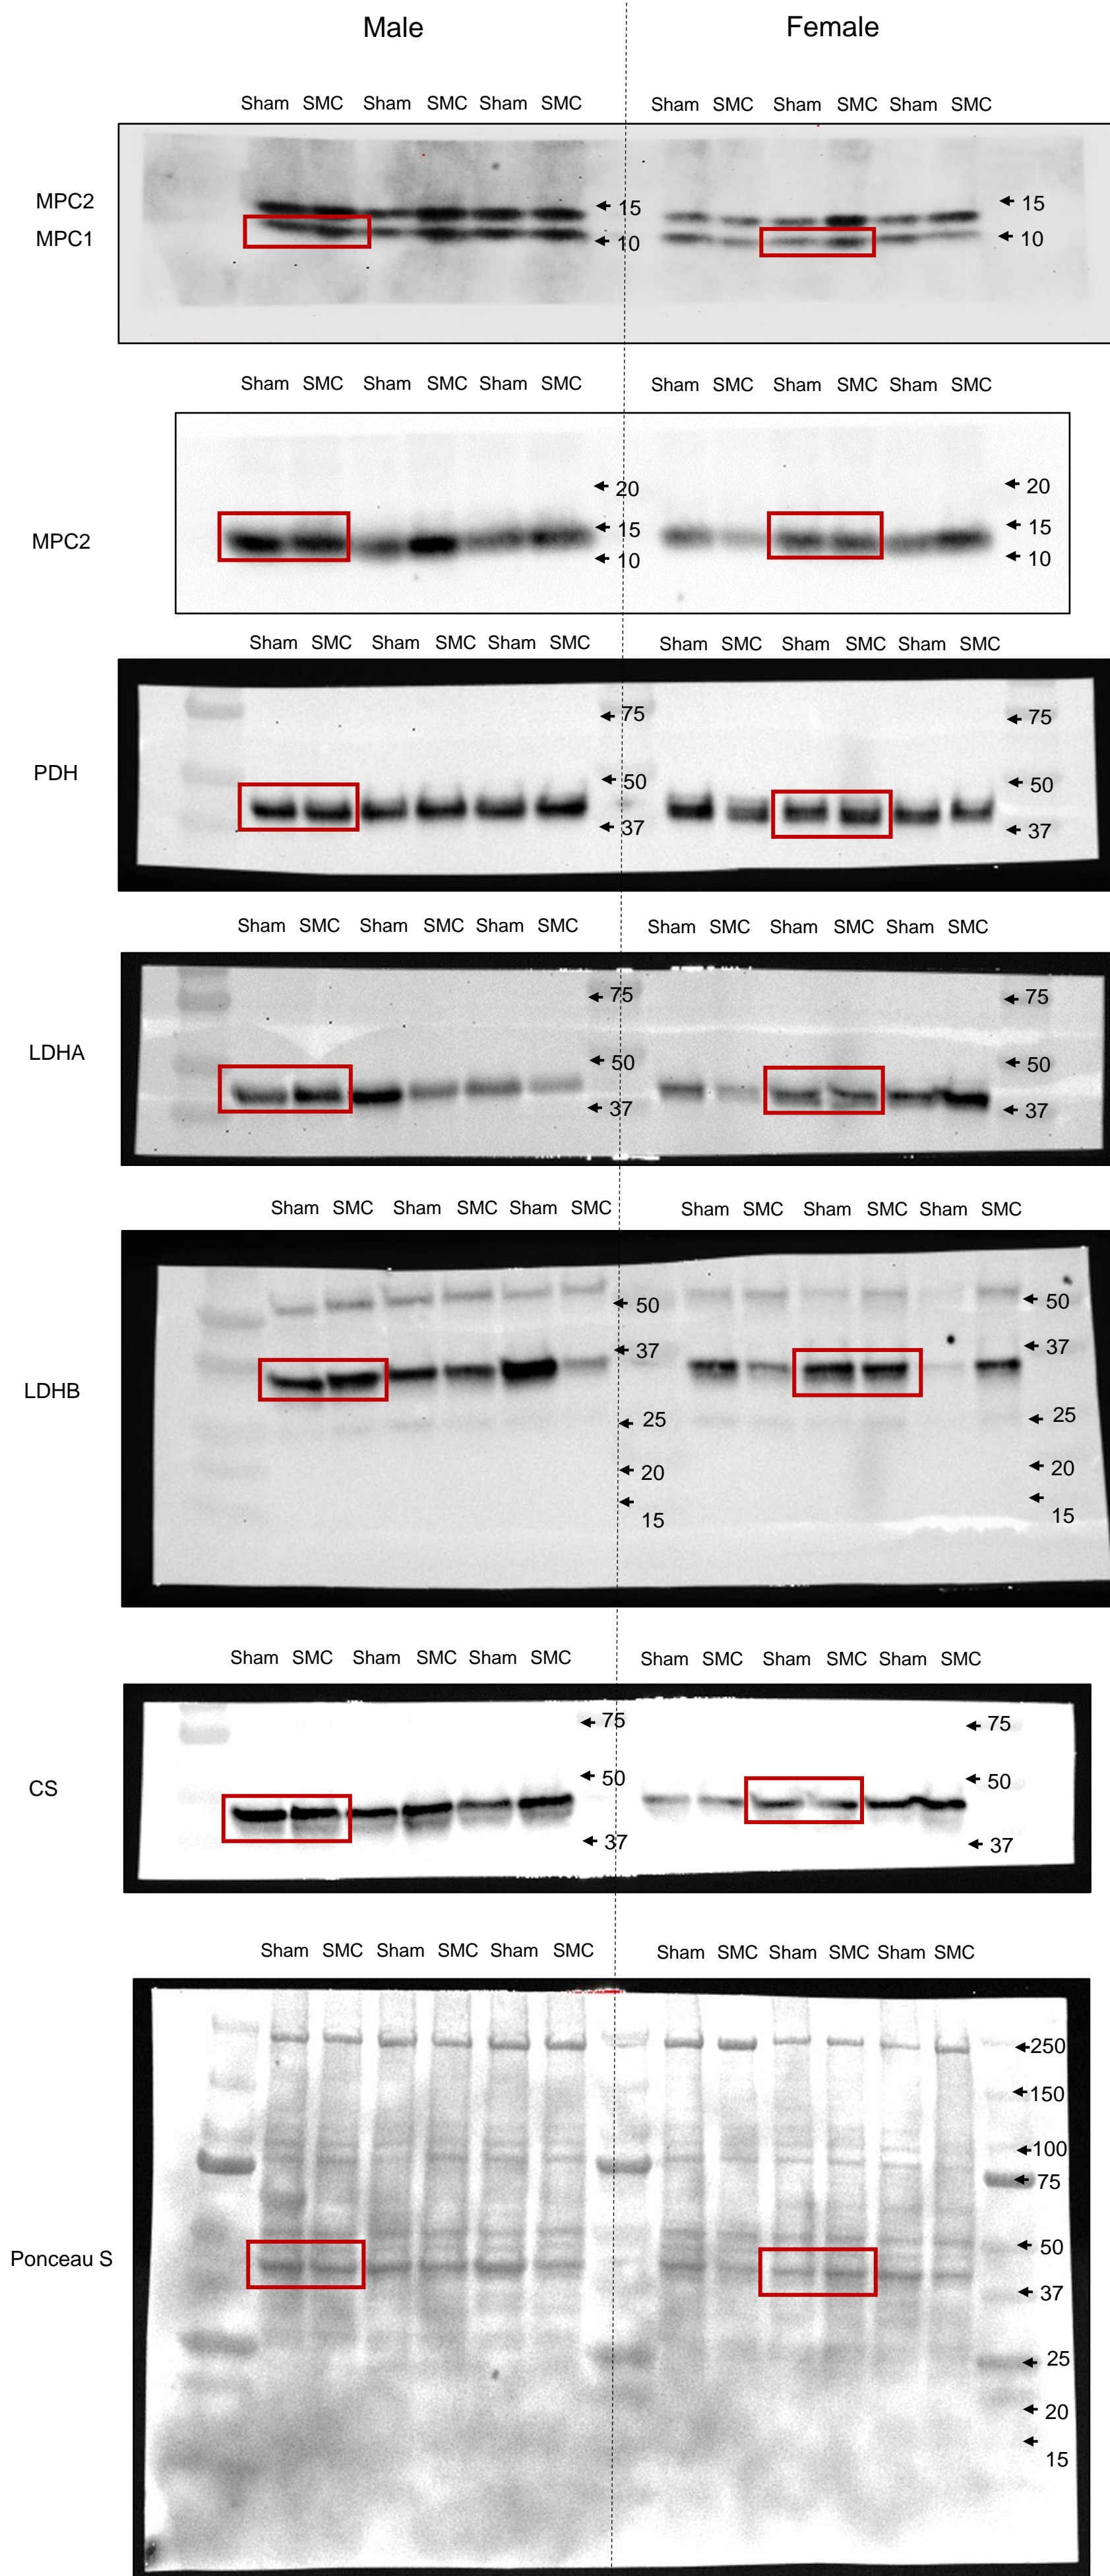 Male Female
Sham SMC Sham SMC Sham SMC Sham SMC Sham SMC Sham SMC
MPC2 15 15
MPC1 10 10
Sham SMC Sham SMC Sham SMC Sham SMC Sham SMC Sham SMC
20 20
MPC2 15 15
10 10
Sham SMC Sham SMC Sham SMC Sham SMC Sham SMC Sham SMC
75 75
PDH 50 50
37 37
Sham SMC Sham SMC Sham SMC Sham SMC Sham SMC Sham SMC
75 75
LDHA 50 50
37 37
Sham SMC Sham SMC Sham SMC Sham SMC Sham SMC Sham SMC
50 50
37 37
LDHB
25 25
20 20
15 15
Sham SMC Sham SMC Sham SMC Sham SMC Sham SMC Sham SMC
75 75
CS 50 50
37 37
Sham SMC Sham SMC Sham SMC Sham SMC Sham SMC Sham SMC
250
150
100
75
50
Ponceau S
37
25
20
15